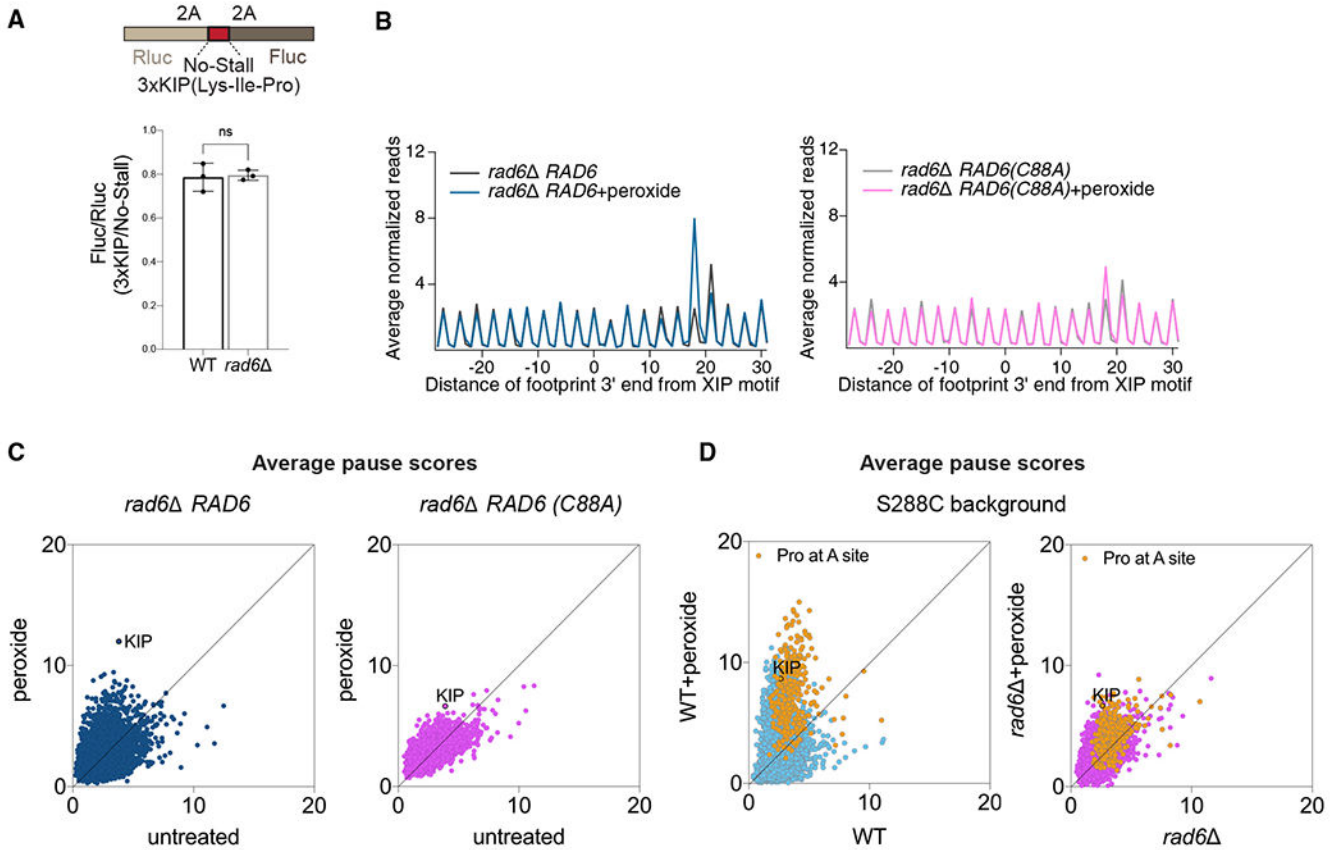 A
2A 2A
Rluc Fluc
No-Stall
3xKIP(Lys-Ile-Pro)
Fluc/Rluc
(3xKIP/No-Stall)
1.0
0.8
0.6
0.4
0.2
0.0
ns
WT rad6Δ
B
Average normalized reads
12
8
4
rad6Δ RAD6
rad6Δ RAD6+peroxide
-20 -10 0 10 20 30
Distance of footprint 3' end from XIP motif
Average normalized reads
12
8
4
rad6Δ RAD6(C88A)
rad6Δ RAD6(C88A)+peroxide
-20 -10 0 10 20 30
Distance of footprint 3' end from XIP motif
C
Average pause scores
rad6Δ RAD6
peroxide
20
10
0
KIP
0 10 20
untreated
rad6Δ RAD6 (C88A)
peroxide
20
10
0
KIP
0 10 20
untreated
D
Average pause scores
S288C background
WT+peroxide
20
10
0
Pro at A site
KIP
0 10 20
WT
rad6Δ+peroxide
20
10
0
Pro at A site
KIP
0 10 20
rad6Δ